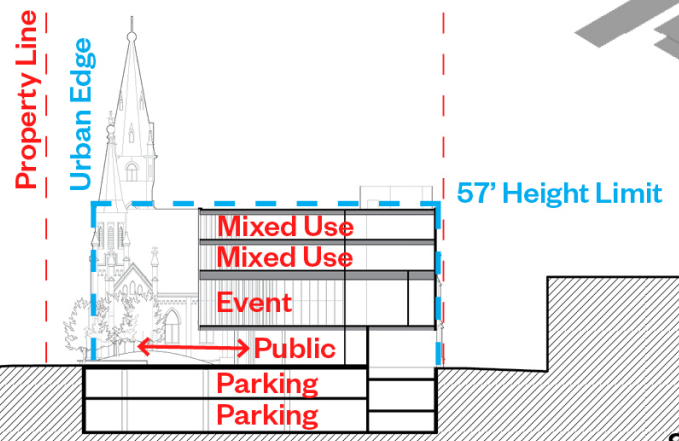 Property Line
Urban Edge
57' Height Limit
Mixed Use
Mixed Use
Event
Public
Parking
Parking